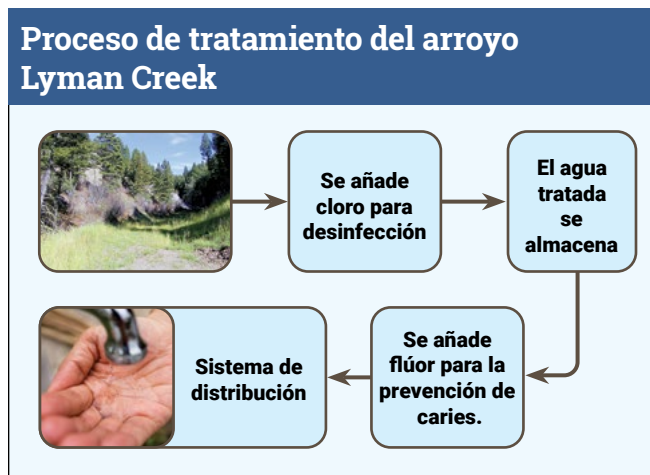 Proceso de tratamiento del arroyo
Lyman Creek
Se añade
cloro para
desinfección
El agua
tratada
se
almacena
Se añade
flúor para la
prevención de
caries.
Sistema de
distribución